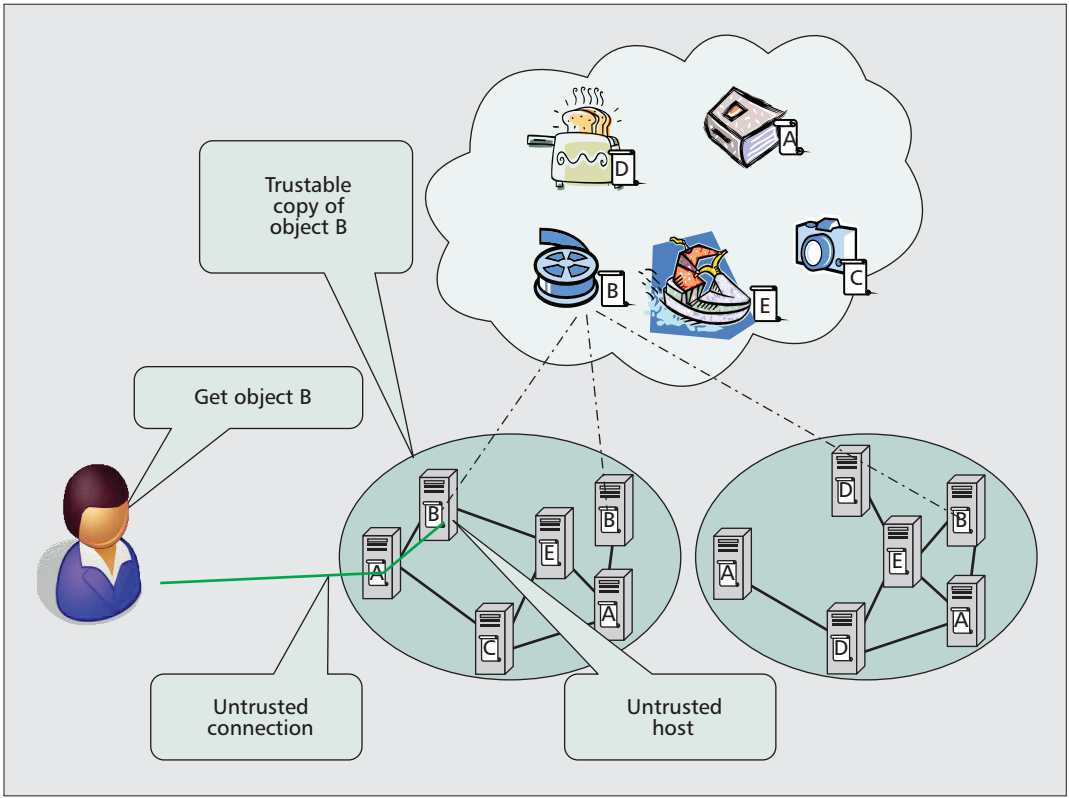 D
A
Trustable
copy of
object B
B
E
C
Get object B
B
A
E
B
A
C
D
A
E
B
A
D
Untrusted
connection
Untrusted
host